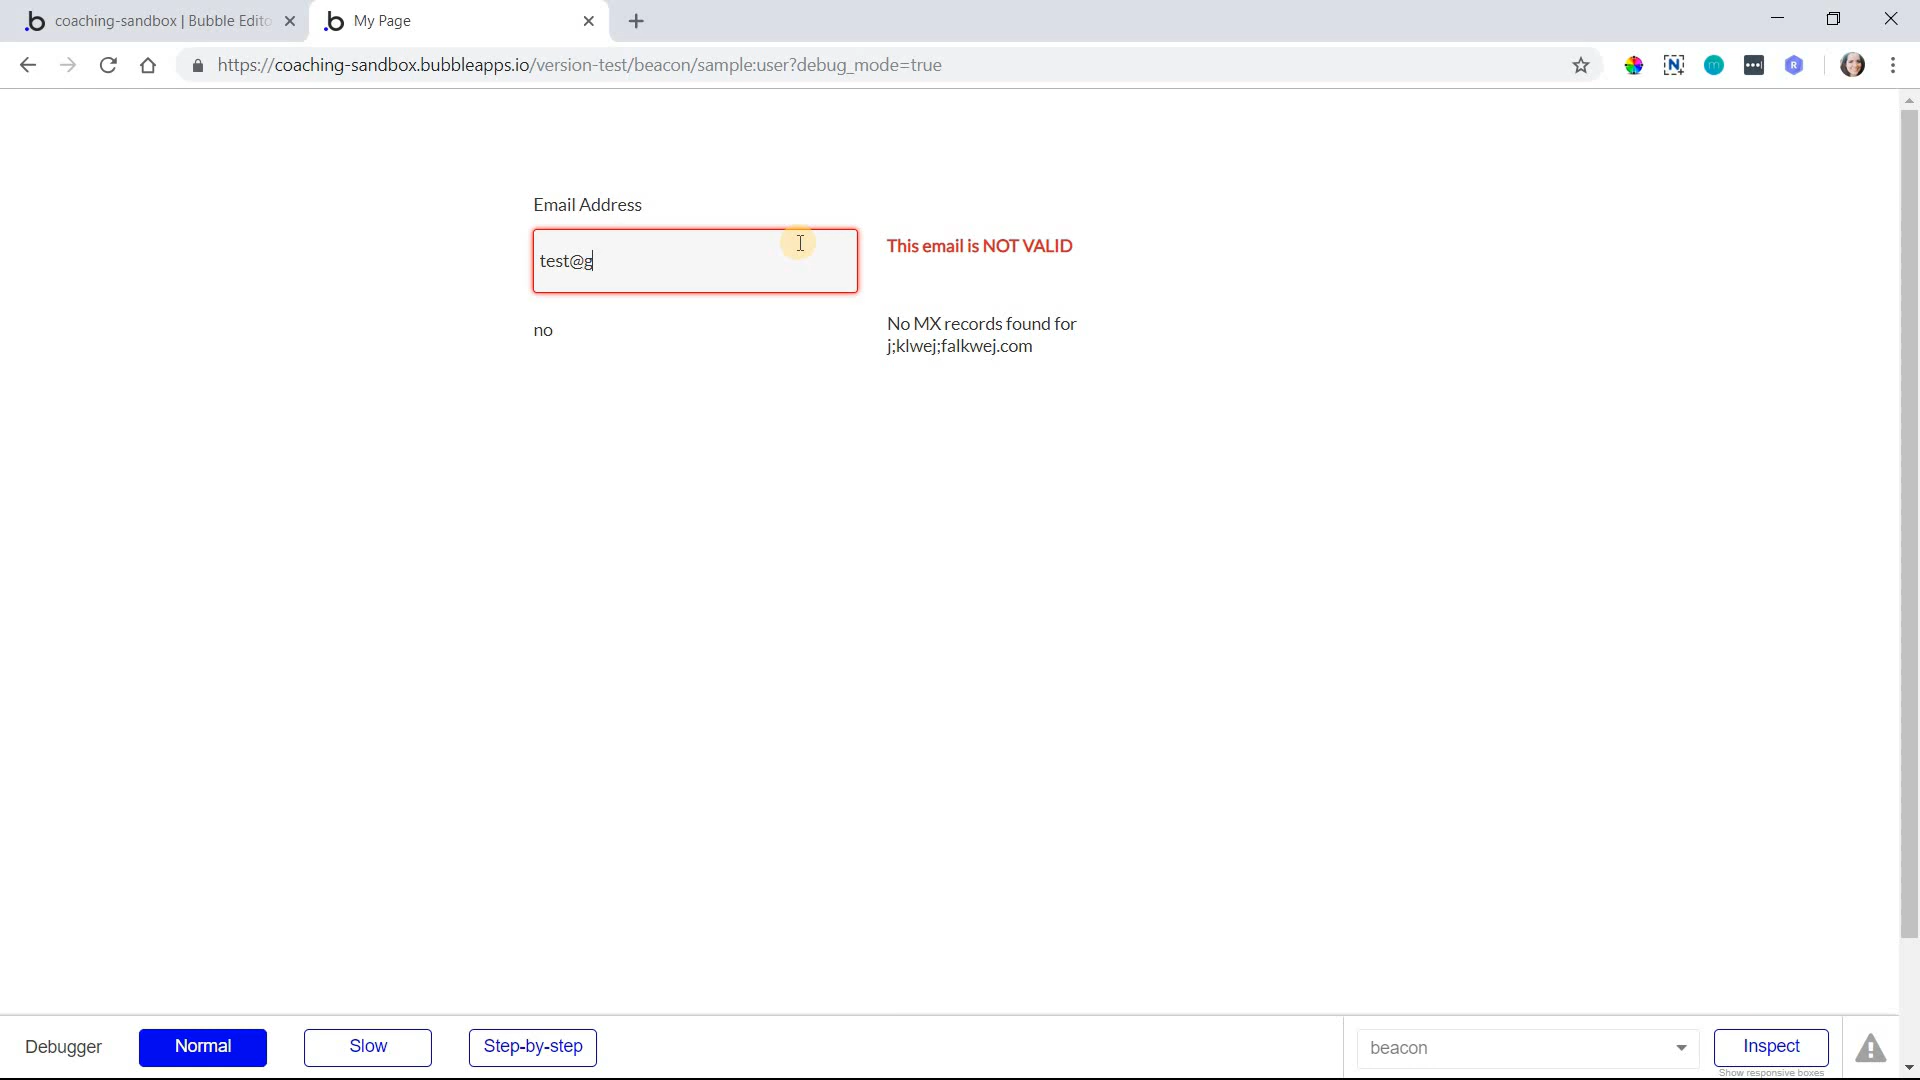 coaching-sandbox | Bubble Edito
My Page
https://coaching-sandbox.bubbleapps.io/version-test/beacon/sample:user?debug_mode=true
Email Address
test@g
This email is NOT VALID
no
No MX records found for
j;klwej;falkwej.com
Debugger
Normal
Slow
Step-by-step
beacon
Inspect
Show responsive boxes